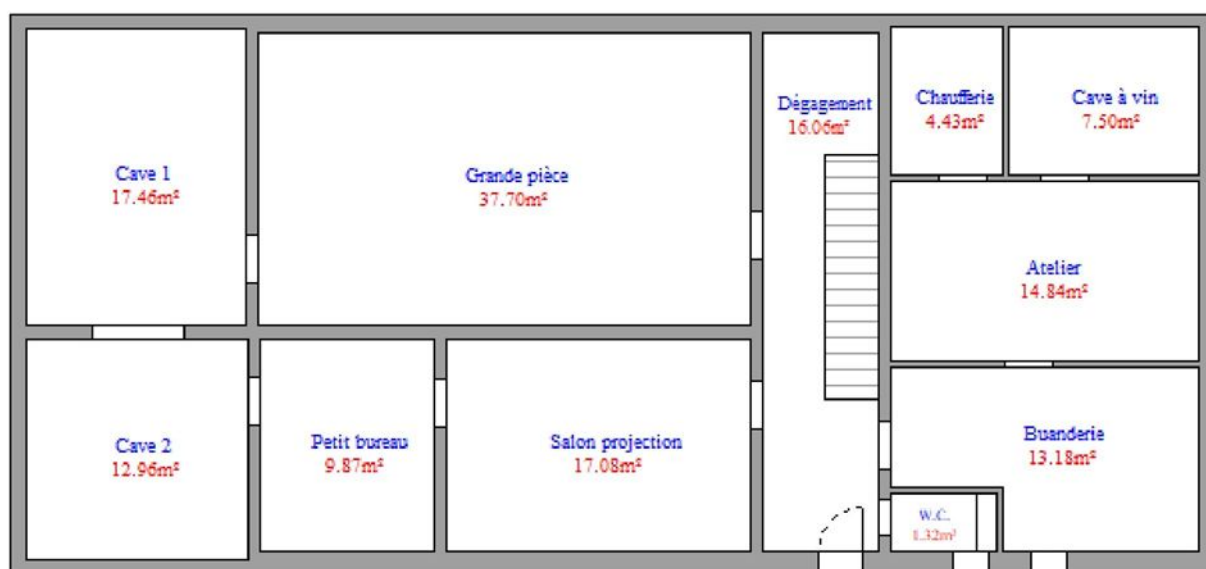 Dégagement
16.06m²
Chaufferie
4.43m²
Cave à vin
7.50m²
Cave 1
17.46m²
Grande pièce
37.70m²
Atelier
14.84m²
Cave 2
12.96m²
Petit bureau
9.87m²
Salon projection
17.08m²
Buanderie
13.18m²
W.C.
1.32m²